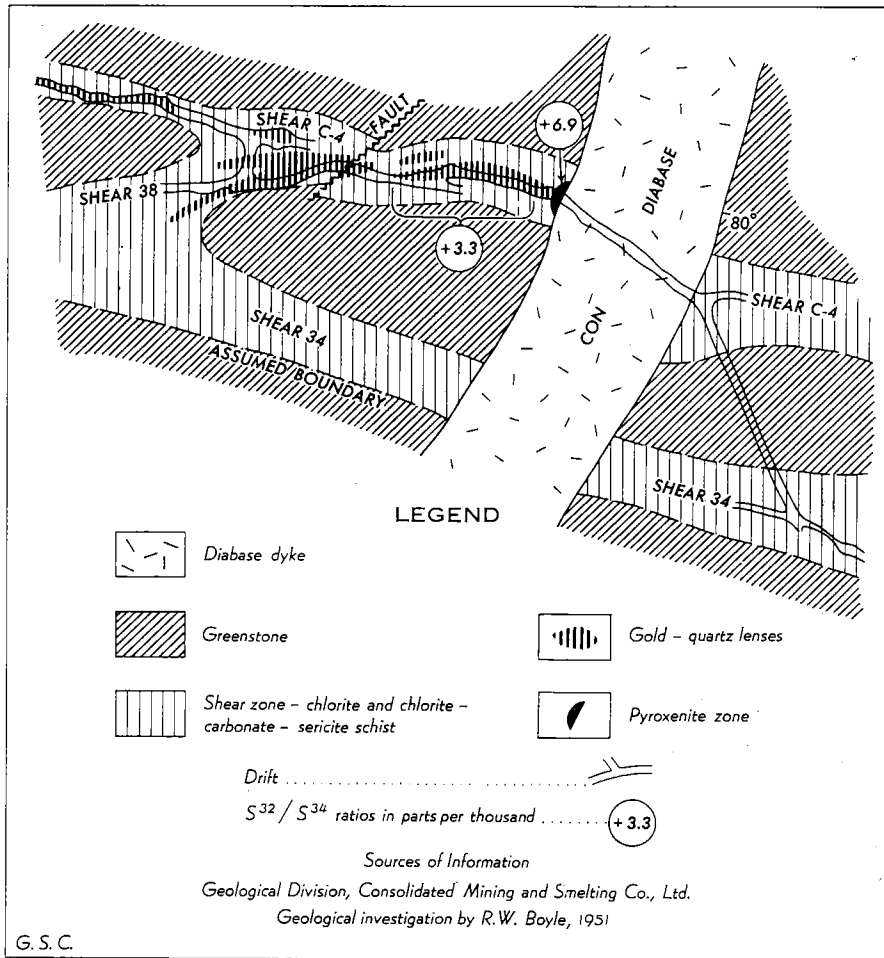 SHEAR C-4
FAULT
+6.9
SHEAR 38
+3.3
DIABASE
80°
SHEAR C-4
CON
SHEAR 34
ASSUMED BOUNDARY
SHEAR 34
LEGEND
Diabase dyke
Greenstone
Gold - quartz lenses
Shear zone - chlorite and chlorite -
carbonate - sericite schist
Pyroxenite zone
Drift
S32 / S34 ratios in parts per thousand
+3.3
Sources of Information
Geological Division, Consolidated Mining and Smelting Co., Ltd.
Geological investigation by R.W. Boyle, 1951
G. S. C.